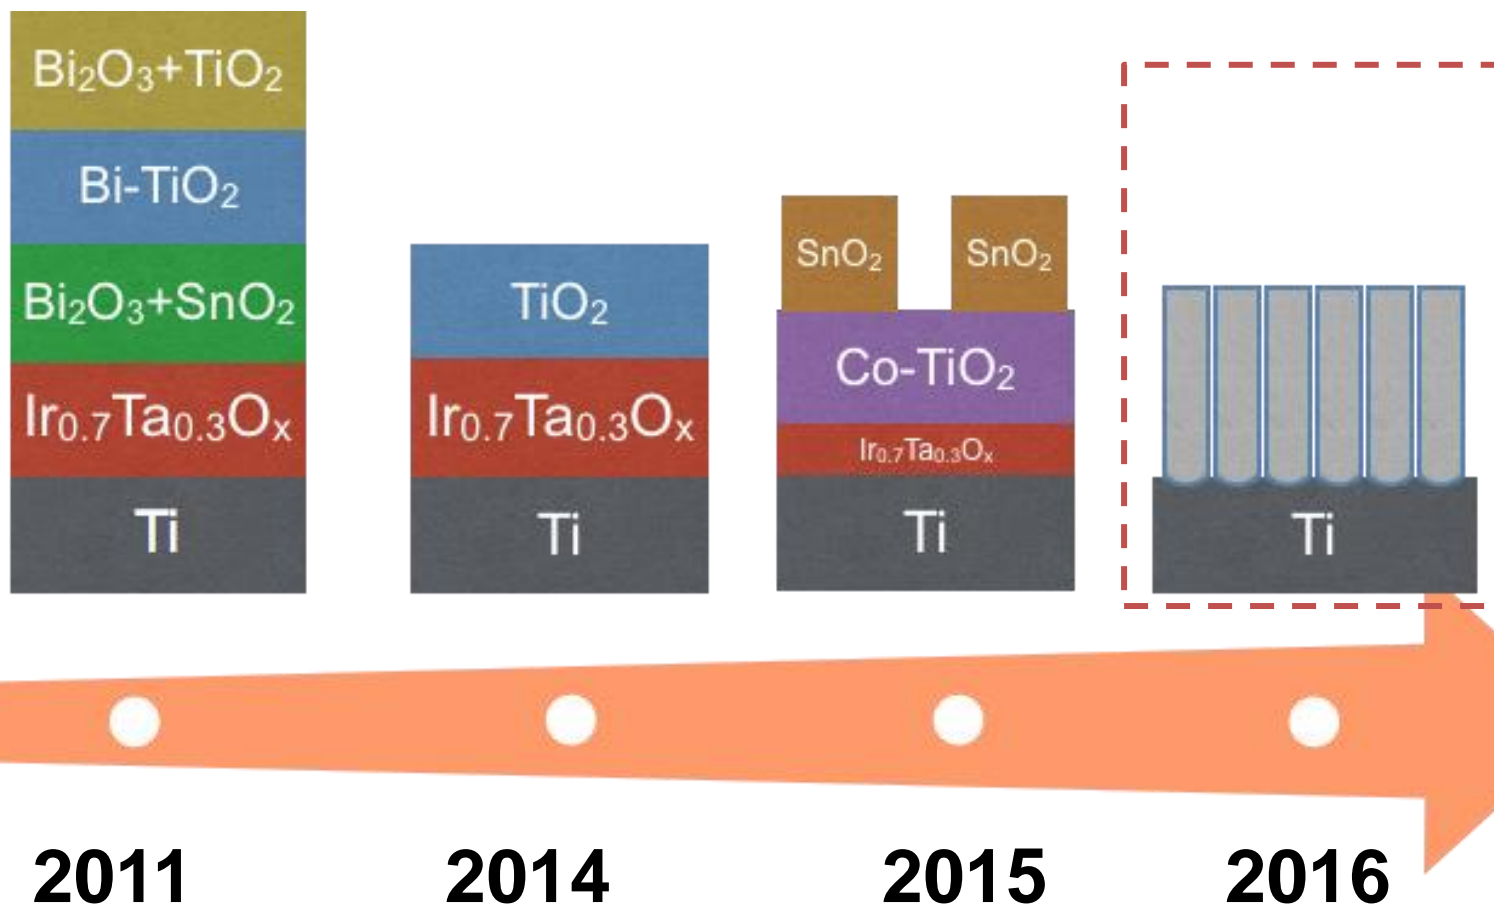 Bi₂O₃+TiO₂
Bi-TiO₂
Bi₂O₃+SnO₂
Ir₀.₇Ta₀.₃Oₓ
Ti
TiO₂
Ir₀.₇Ta₀.₃Oₓ
Ti
SnO₂ SnO₂
Co-TiO₂
Ir₀.₇Ta₀.₃Oₓ
Ti
Ti
2011 2014 2015 2016